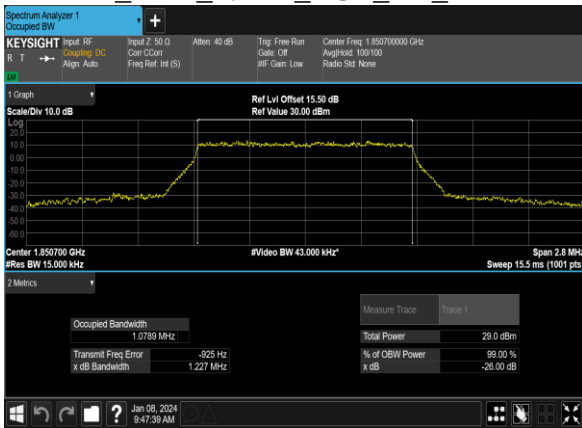 Spectrum Analyzer 1
Occupied BW
+
KEYSIGHT
R T
LV
Input: RF
Coupling: DC
Align: Auto
Input Z: 50 Ω
Corr CCorr
Freq Ref: Int (S)
Atten: 40 dB
Trig: Free Run
Gate: Off
#IF Gain: Low
Center Freq: 1.850700000 GHz
Avg|Hold: 100/100
Radio Std: None
1 Graph
Scale/Div 10.0 dB
Ref Lvl Offset 15.50 dB
Ref Value 30.00 dBm
Log
20.0
10.0
0.00
-10.0
-20.0
-30.0
-40.0
-50.0
-60.0
Center 1.850700 GHz
#Res BW 15.000 kHz
#Video BW 43.000 kHz*
Span 2.8 MHz
Sweep 15.5 ms (1001 pts)
2 Metrics
Measure Trace Trace 1
Occupied Bandwidth
1.0789 MHz
Total Power 29.0 dBm
Transmit Freq Error -925 Hz
% of OBW Power 99.00 %
x dB Bandwidth 1.227 MHz
x dB -26.00 dB
?
Jan 08, 2024
9:47:39 AM